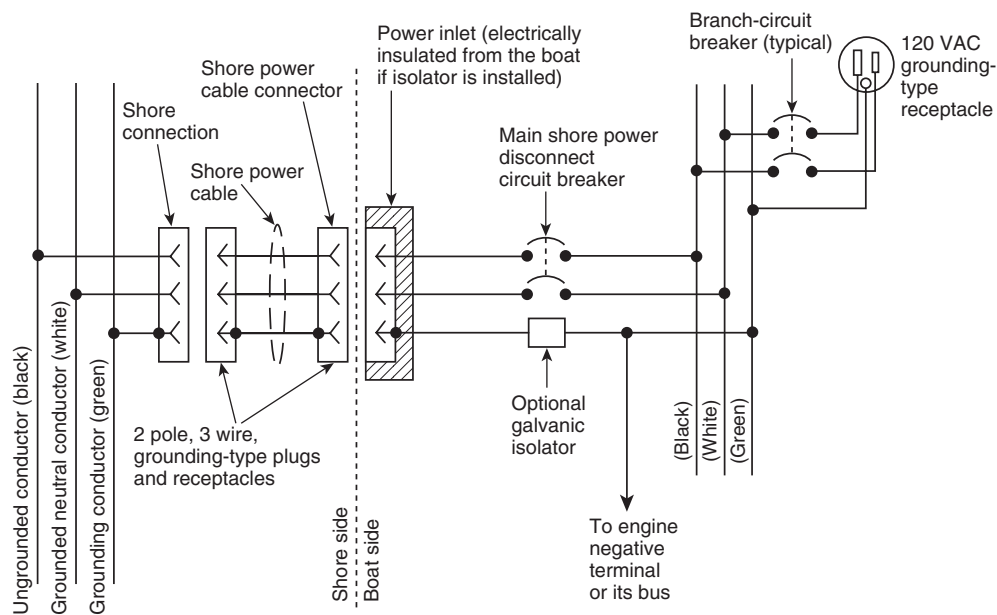 Branch-circuit
breaker (typical)
120 VAC
grounding-
type
receptacle
Power inlet (electrically
insulated from the boat
if isolator is installed)
Shore power
cable connector
Shore
connection
Main shore power
disconnect
circuit breaker
Shore power
cable
Ungrounded conductor (black)
Grounded neutral conductor (white)
Grounding conductor (green)
2 pole, 3 wire,
grounding-type plugs
and receptacles
Shore side
Boat side
Optional
galvanic
isolator
(Black)
(White)
(Green)
To engine
negative
terminal
or its bus